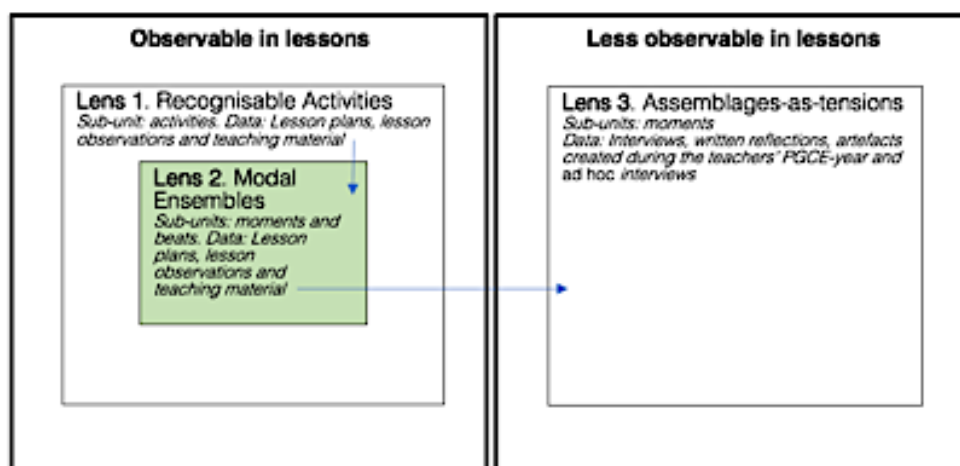 Observable in lessons
Lens 1. Recognisable Activities
Sub-unit: activities. Data: Lesson plans, lesson
observations and teaching material
Lens 2. Modal
Ensembles
Sub-units: moments and
beats. Data: Lesson
plans, lesson
observations and
teaching material
Less observable in lessons
Lens 3. Assemblages-as-tensions
Sub-units: moments
Data: Interviews, written reflections, artefacts
created during the teachers' PGCE-year and
ad hoc interviews